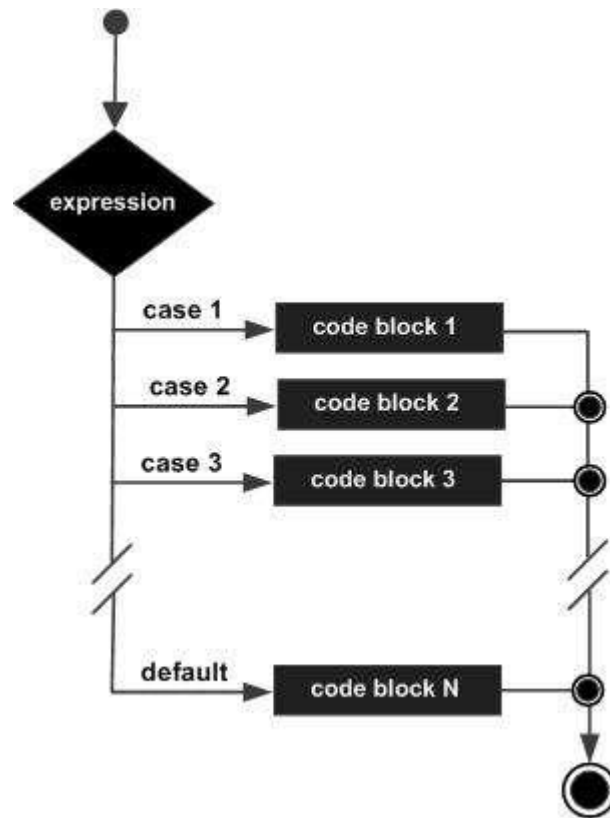 expression
case 1
code block 1
case 2
code block 2
case 3
code block 3
default
code block N